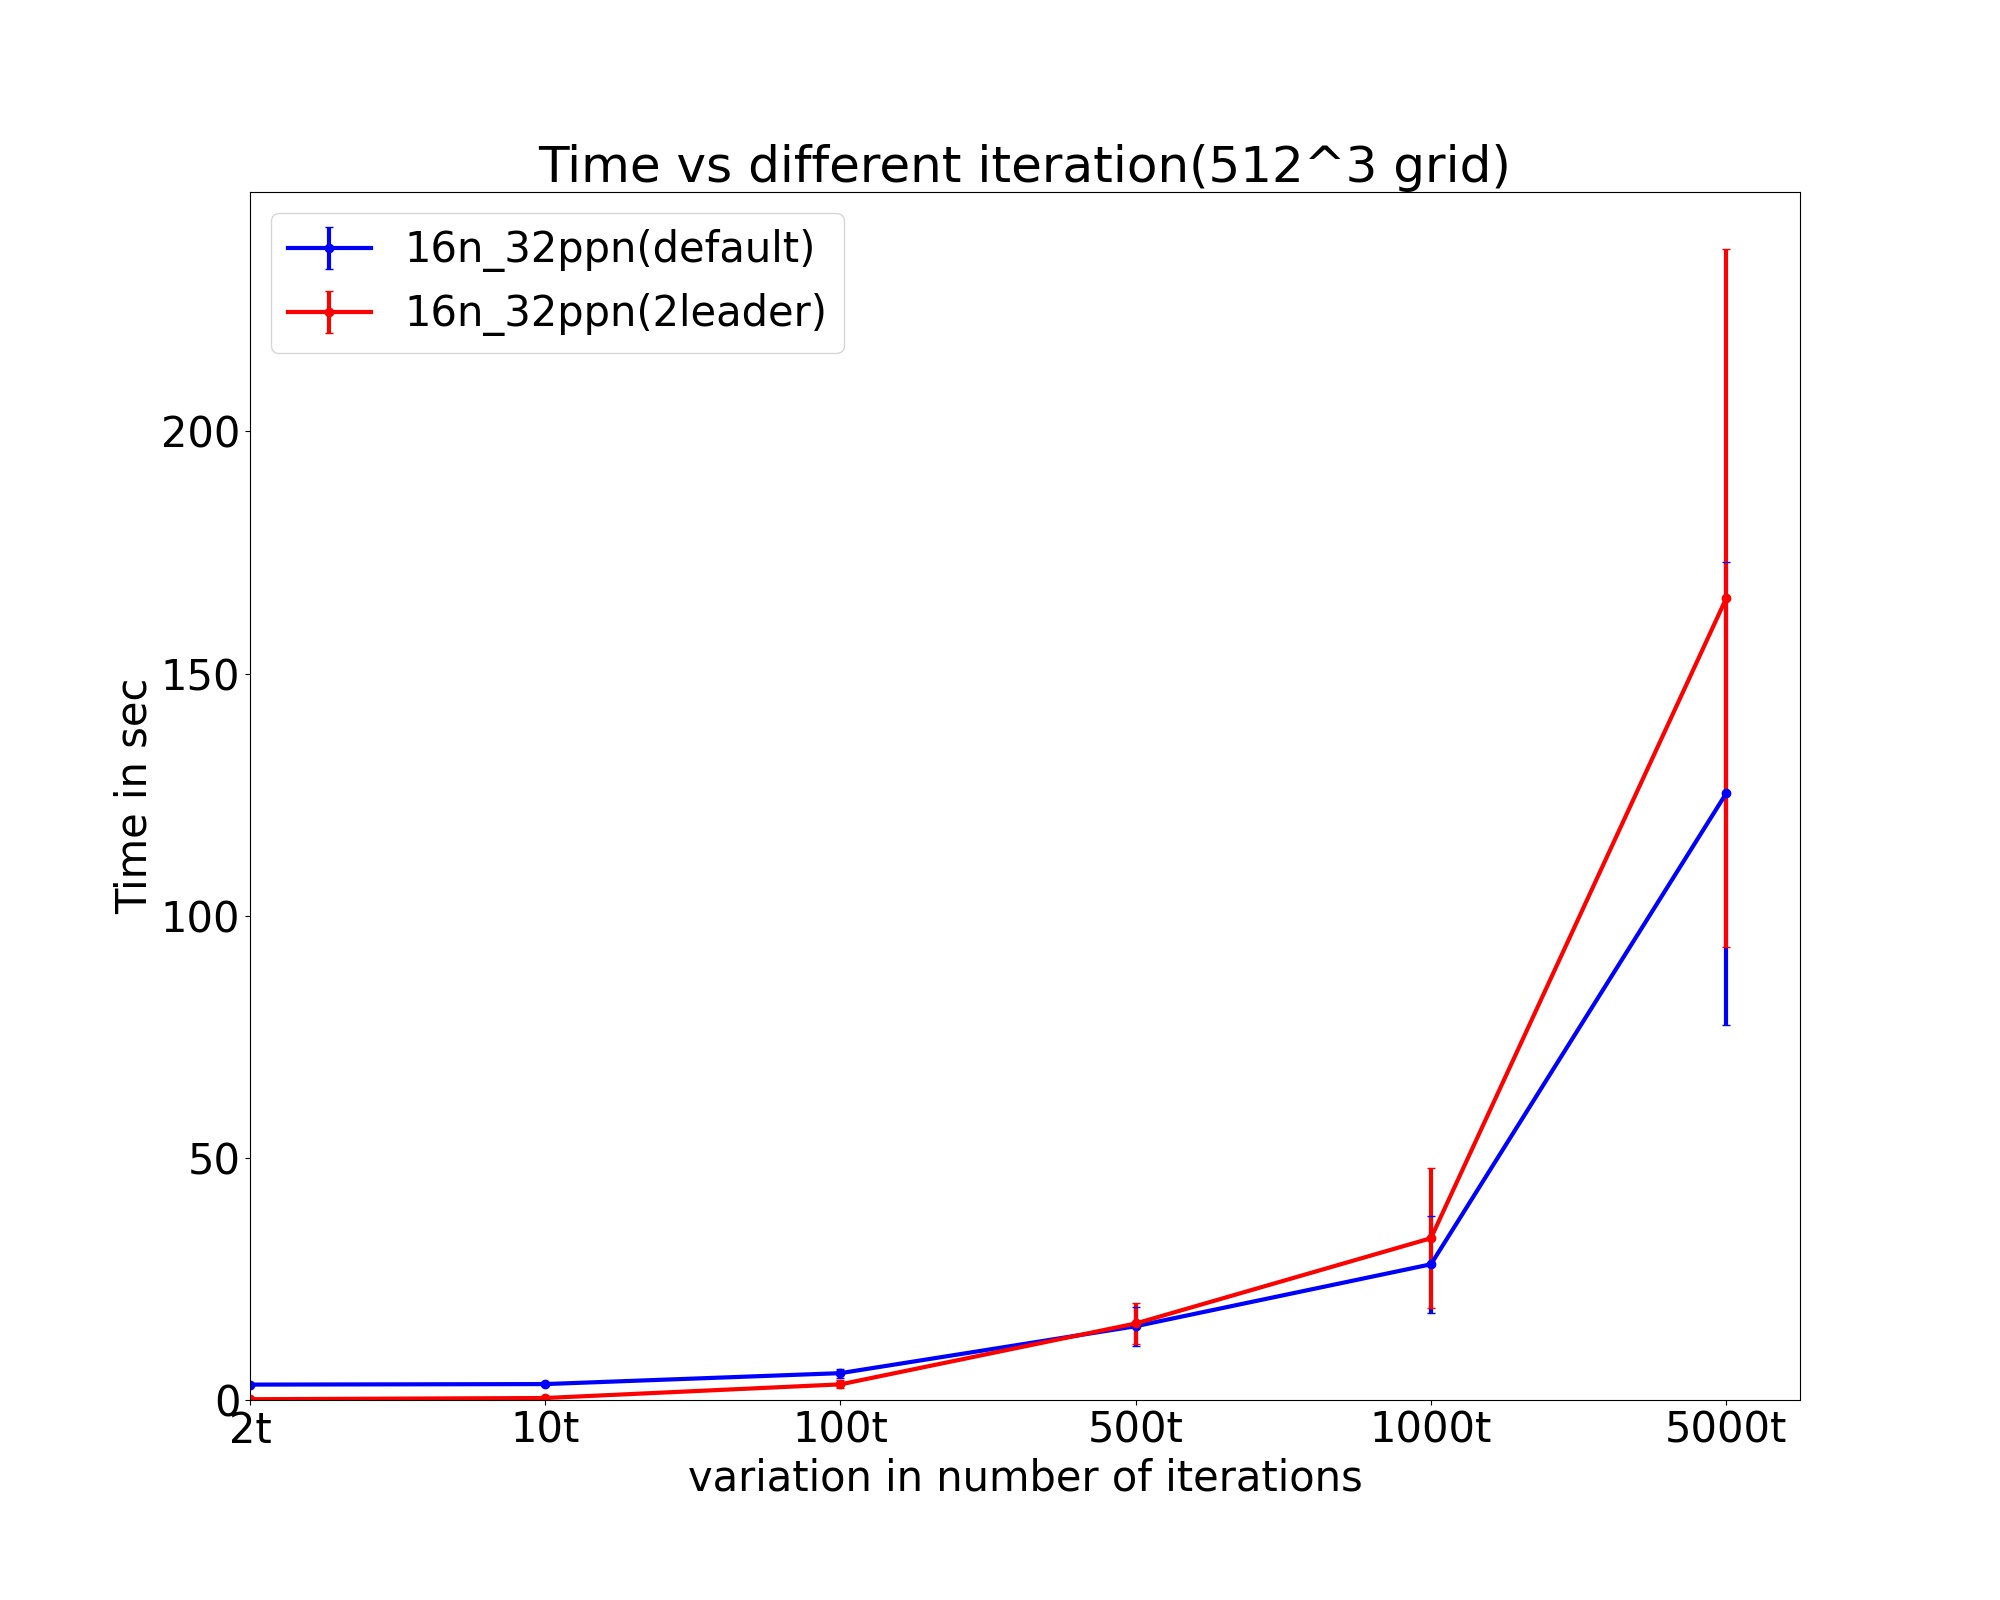 Time vs different iteration(512^3 grid)
16n_32ppn(default)
16n_32ppn(2leader)
200
150
100
50
0
Time in sec
2t 10t 100t 500t 1000t 5000t
variation in number of iterations